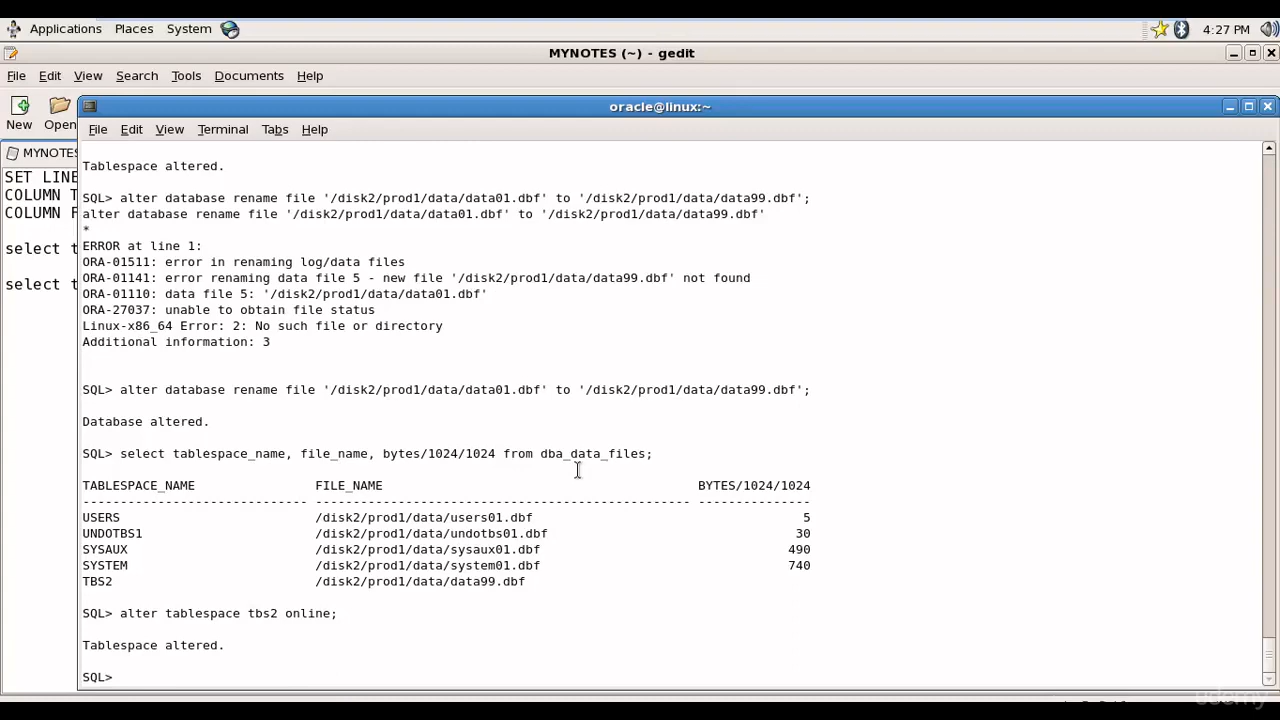 Applications Places System 4:27 PM
MYNOTES (~) - gedit
File Edit View Search Tools Documents Help
New Open
oracle@linux:~
File Edit View Terminal Tabs Help
MYNOTES
SET LINE
COLUMN T
COLUMN F
select t
select t
Tablespace altered.
SQL> alter database rename file '/disk2/prod1/data/data01.dbf' to '/disk2/prod1/data/data99.dbf';
alter database rename file '/disk2/prod1/data/data01.dbf' to '/disk2/prod1/data/data99.dbf'
*
ERROR at line 1:
ORA-01511: error in renaming log/data files
ORA-01141: error renaming data file 5 - new file '/disk2/prod1/data/data99.dbf' not found
ORA-01110: data file 5: '/disk2/prod1/data/data01.dbf'
ORA-27037: unable to obtain file status
Linux-x86_64 Error: 2: No such file or directory
Additional information: 3
SQL> alter database rename file '/disk2/prod1/data/data01.dbf' to '/disk2/prod1/data/data99.dbf';
Database altered.
SQL> select tablespace_name, file_name, bytes/1024/1024 from dba_data_files;
TABLESPACE_NAME FILE_NAME BYTES/1024/1024
------------------------------ -------------------------------------------------- ---------------
USERS /disk2/prod1/data/users01.dbf 5
UNDOTBS1 /disk2/prod1/data/undotbs01.dbf 30
SYSAUX /disk2/prod1/data/sysaux01.dbf 490
SYSTEM /disk2/prod1/data/system01.dbf 740
TBS2 /disk2/prod1/data/data99.dbf
SQL> alter tablespace tbs2 online;
Tablespace altered.
SQL>
udemy